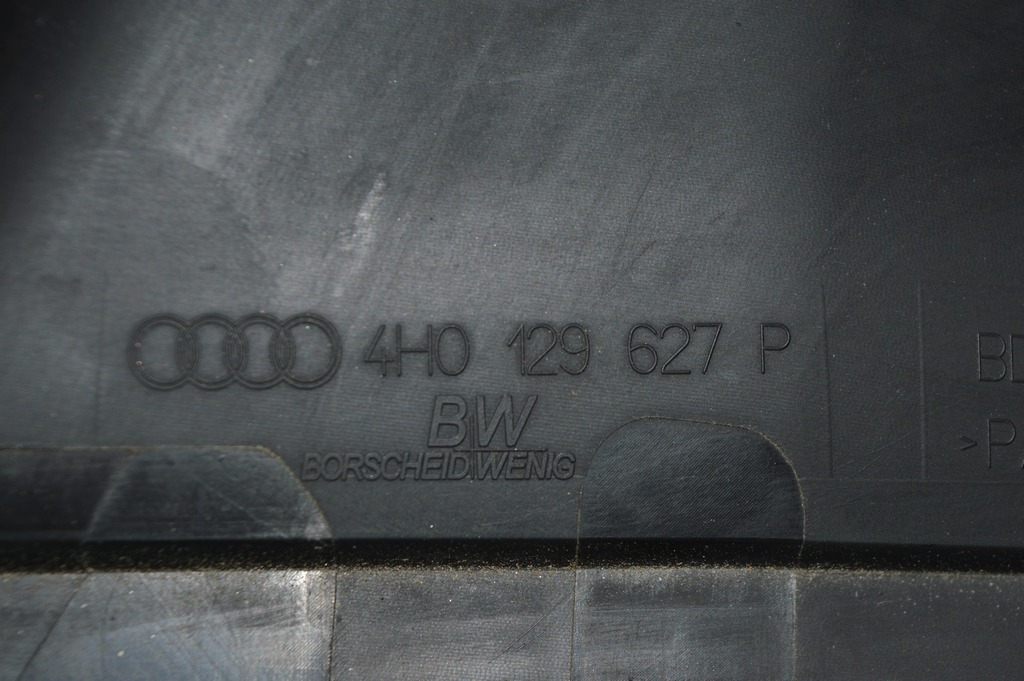 4H0 129 627 P
BW
BORSCHEID WENIG